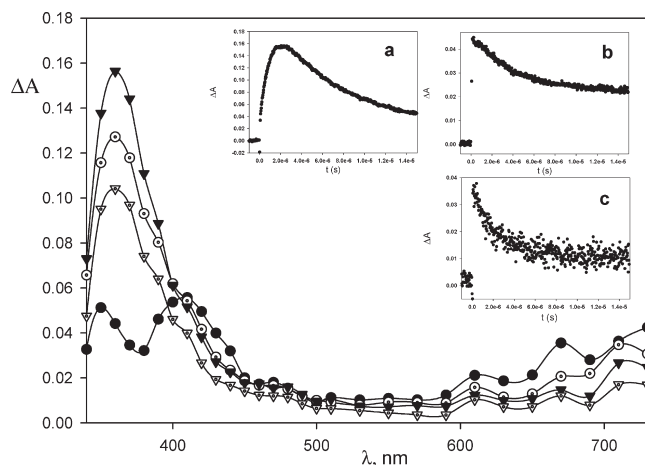 0.18
0.16
ΔA
0.14
0.12
0.10
0.08
0.06
0.04
0.02
0.00
400
500
600
700
λ, nm
a
0.18
0.16
0.14
0.12
0.10
0.08
0.06
0.04
0.02
0.00
-0.02
ΔA
0.0
2.0e-6
4.0e-6
6.0e-6
8.0e-6
1.0e-5
1.2e-5
1.4e-5
t (s)
b
0.04
0.03
0.02
0.01
0.00
ΔA
0.0
2.0e-6
4.0e-6
6.0e-6
8.0e-6
1.0e-5
1.2e-5
1.4e-5
t (s)
c
0.04
0.03
0.02
0.01
0.00
ΔA
0.0
2.0e-6
4.0e-6
6.0e-6
8.0e-6
1.0e-5
1.2e-5
1.4e-5
t (s)